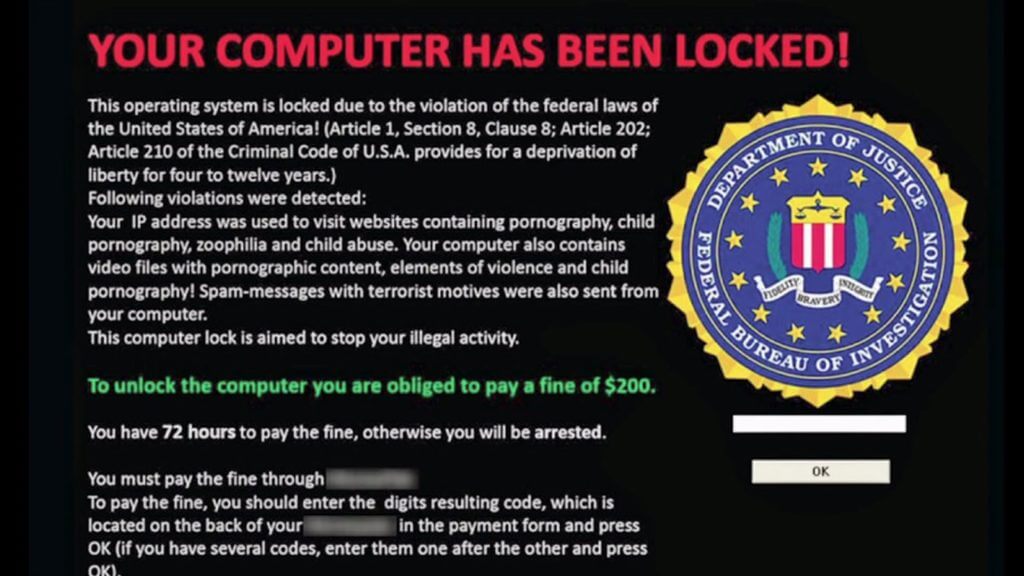 YOUR COMPUTER HAS BEEN LOCKED!
This operating system is locked due to the violation of the federal laws of
the United States of America! (Article 1, Section 8, Clause 8; Article 202;
Article 210 of the Criminal Code of U.S.A. provides for a deprivation of
liberty for four to twelve years.)
Following violations were detected:
Your IP address was used to visit websites containing pornography, child
pornography, zoophilia and child abuse. Your computer also contains
video files with pornographic content, elements of violence and child
pornography! Spam-messages with terrorist motives were also sent from
your computer.
This computer lock is aimed to stop your illegal activity.
To unlock the computer you are obliged to pay a fine of $200.
You have 72 hours to pay the fine, otherwise you will be arrested.
You must pay the fine through
To pay the fine, you should enter the digits resulting code, which is
located on the back of your in the payment form and press
OK (if you have several codes, enter them one after the other and press
OK).
DEPARTMENT OF JUSTICE
FEDERAL BUREAU OF INVESTIGATION
FIDELITY BRAVERY INTEGRITY
OK